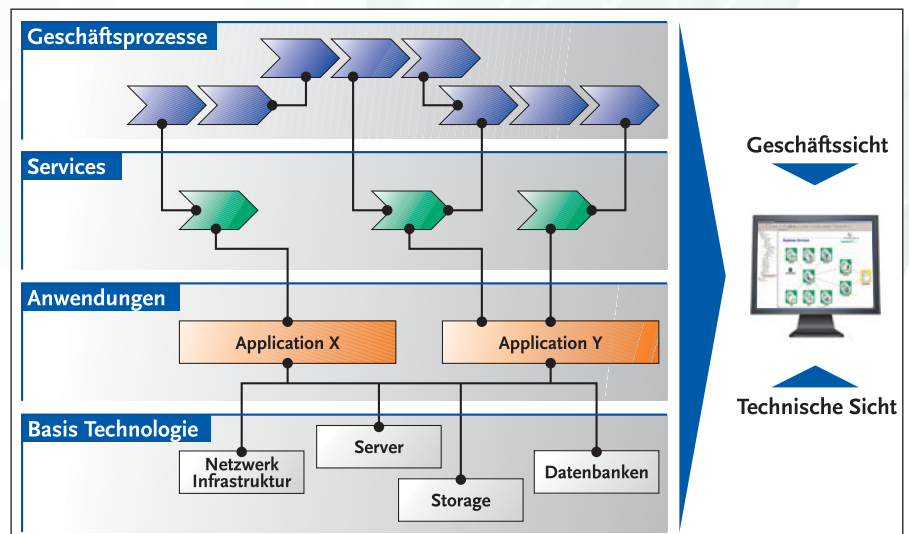 Geschäftsprozesse
Services
Anwendungen
Application X
Application Y
Basis Technologie
Netzwerk
Infrastruktur
Server
Storage
Datenbanken
Geschäftssicht
Technische Sicht